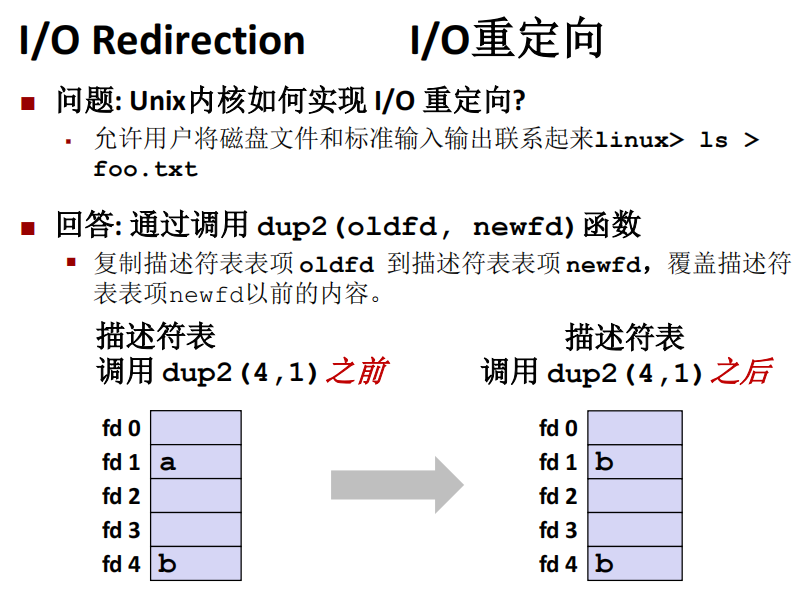 I/O Redirection I/O重定向
■ 问题: Unix内核如何实现 I/O 重定向?
▪ 允许用户将磁盘文件和标准输入输出联系起来linux> ls >
foo.txt
■ 回答: 通过调用 dup2(oldfd, newfd)函数
▪ 复制描述符表表项 oldfd 到描述符表表项 newfd，覆盖描述符
表表项newfd以前的内容。
描述符表
调用 dup2(4,1)之前
fd 0
fd 1 a
fd 2
fd 3
fd 4 b
描述符表
调用 dup2(4,1)之后
fd 0
fd 1 b
fd 2
fd 3
fd 4 b